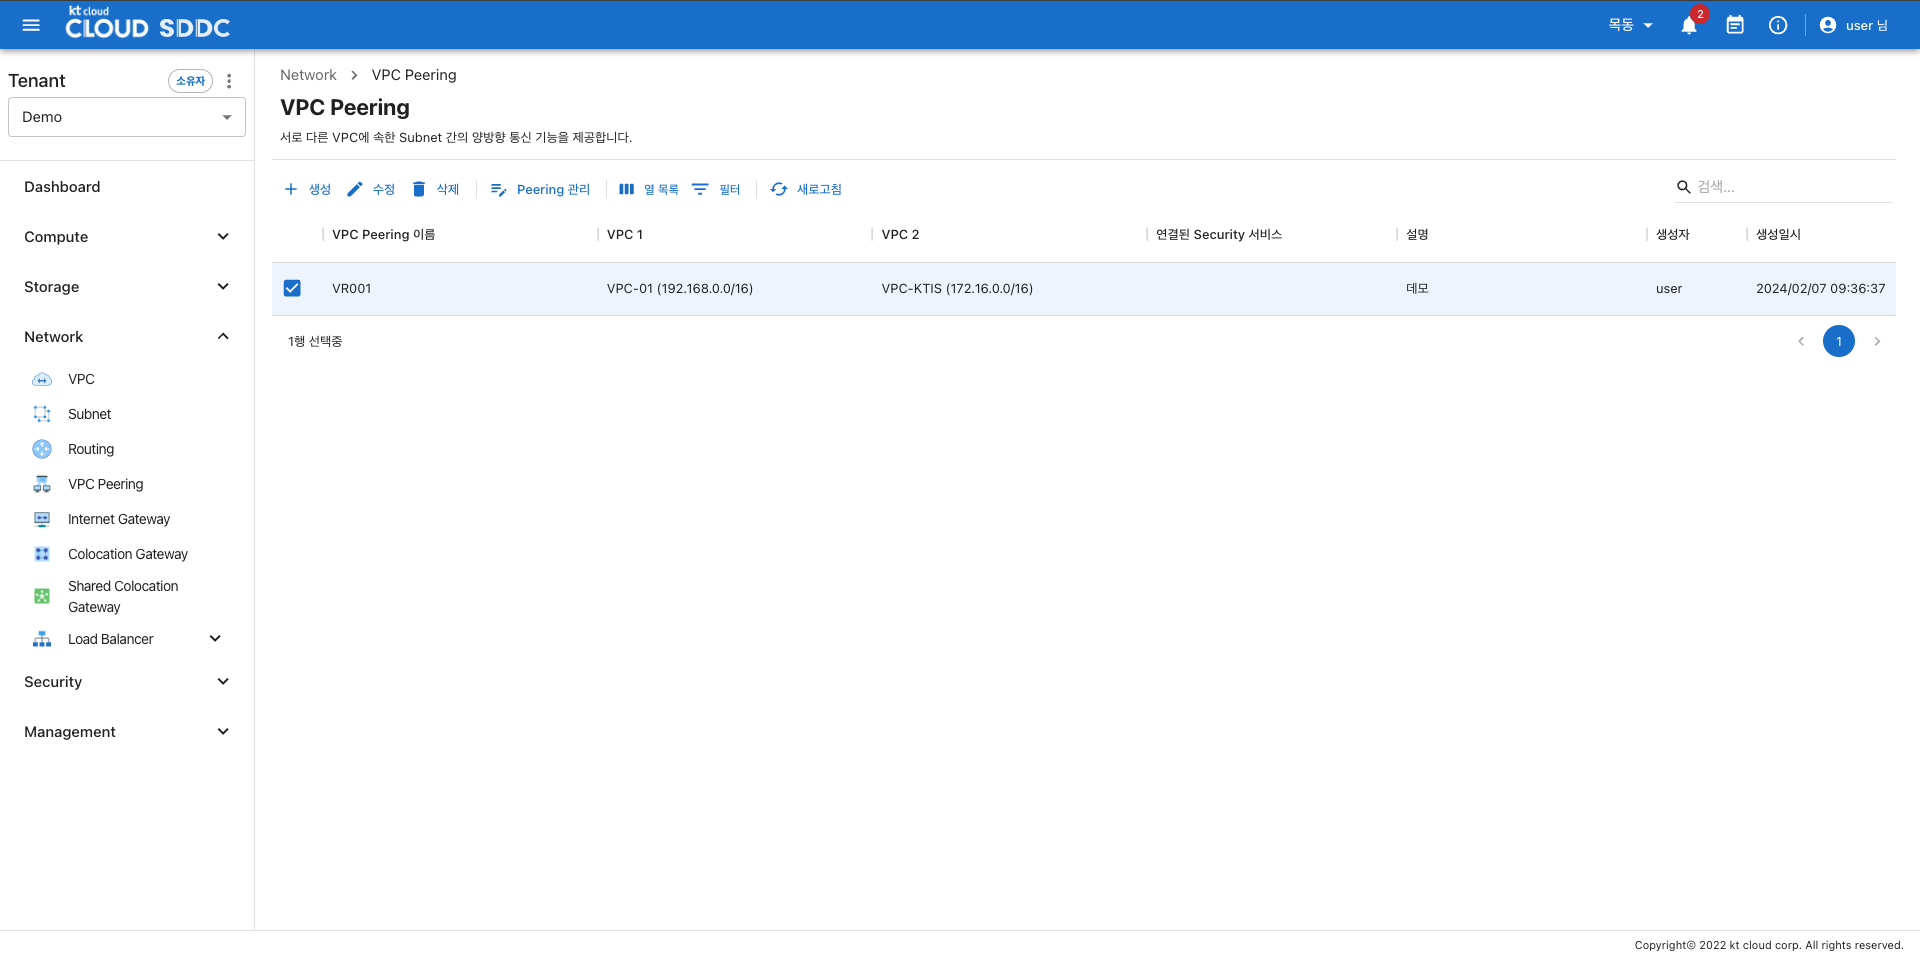 kt cloud
CLOUD SDDC
목동
2
user 님
Tenant
소유자
Demo
Dashboard
Compute
Storage
Network
VPC
Subnet
Routing
VPC Peering
Internet Gateway
Colocation Gateway
Shared Colocation
Gateway
Load Balancer
Security
Management
Network > VPC Peering
VPC Peering
서로 다른 VPC에 속한 Subnet 간의 양방향 통신 기능을 제공합니다.
생성 수정 삭제 Peering 관리 열 목록 필터 새로고침 검색...
VPC Peering 이름 VPC 1 VPC 2 연결된 Security 서비스 설명 생성자 생성일시
VR001 VPC-01 (192.168.0.0/16) VPC-KTIS (172.16.0.0/16) 데모 user 2024/02/07 09:36:37
1행 선택중
1
Copyright© 2022 kt cloud corp. All rights reserved.